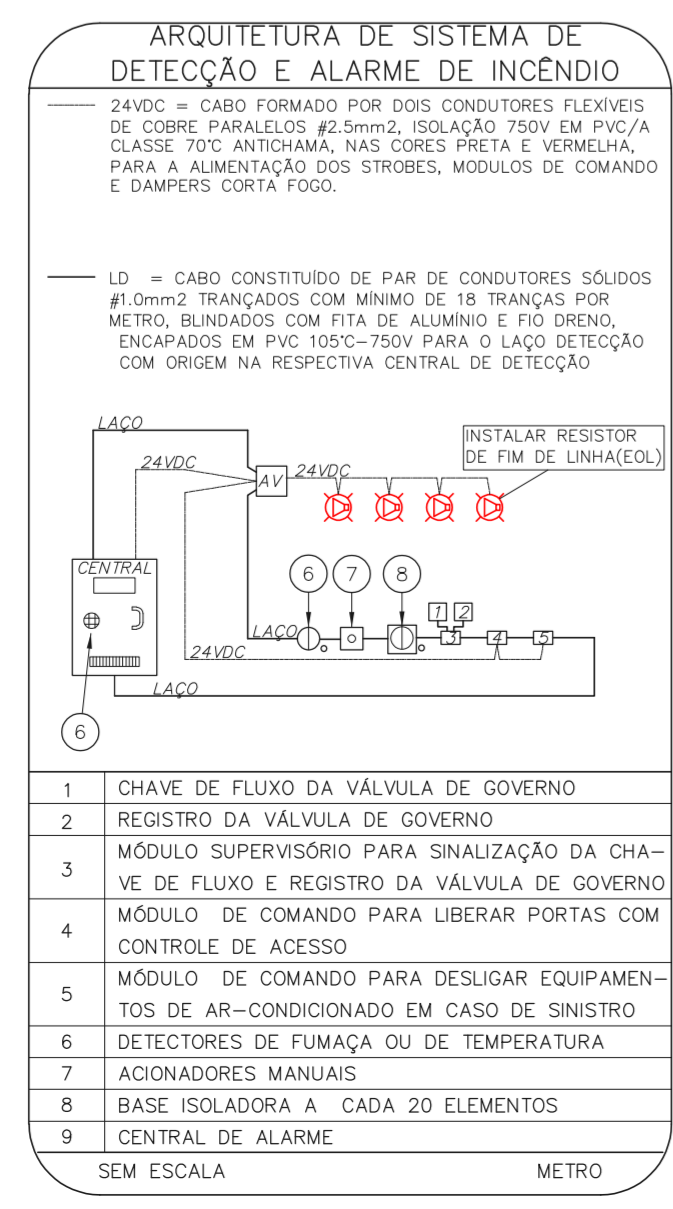 ARQUITETURA DE SISTEMA DE
DETECÇÃO E ALARME DE INCÊNDIO
24VDC = CABO FORMADO POR DOIS CONDUTORES FLEXÍVEIS
DE COBRE PARALELOS #2.5mm2, ISOLAÇÃO 750V EM PVC/A
CLASSE 70°C ANTICHAMA, NAS CORES PRETA E VERMELHA,
PARA A ALIMENTAÇÃO DOS STROBES, MODULOS DE COMANDO
E DAMPERS CORTA FOGO.
LD = CABO CONSTITUÍDO DE PAR DE CONDUTORES SÓLIDOS
#1.0mm2 TRANÇADOS COM MÍNIMO DE 18 TRANÇAS POR
METRO, BLINDADOS COM FITA DE ALUMÍNIO E FIO DRENO,
ENCAPADOS EM PVC 105°C-750V PARA O LAÇO DETECÇÃO
COM ORIGEM NA RESPECTIVA CENTRAL DE DETECÇÃO
LAÇO
INSTALAR RESISTOR
DE FIM DE LINHA(EOL)
24VDC
AV
24VDC
CENTRAL
6
7
8
1
2
LAÇO
3
4
5
24VDC
LAÇO
6
1 CHAVE DE FLUXO DA VÁLVULA DE GOVERNO
2 REGISTRO DA VÁLVULA DE GOVERNO
3 MÓDULO SUPERVISÓRIO PARA SINALIZAÇÃO DA CHA-
VE DE FLUXO E REGISTRO DA VÁLVULA DE GOVERNO
4 MÓDULO DE COMANDO PARA LIBERAR PORTAS COM
CONTROLE DE ACESSO
5 MÓDULO DE COMANDO PARA DESLIGAR EQUIPAMEN-
TOS DE AR-CONDICIONADO EM CASO DE SINISTRO
6 DETECTORES DE FUMAÇA OU DE TEMPERATURA
7 ACIONADORES MANUAIS
8 BASE ISOLADORA A CADA 20 ELEMENTOS
9 CENTRAL DE ALARME
SEM ESCALA METRO